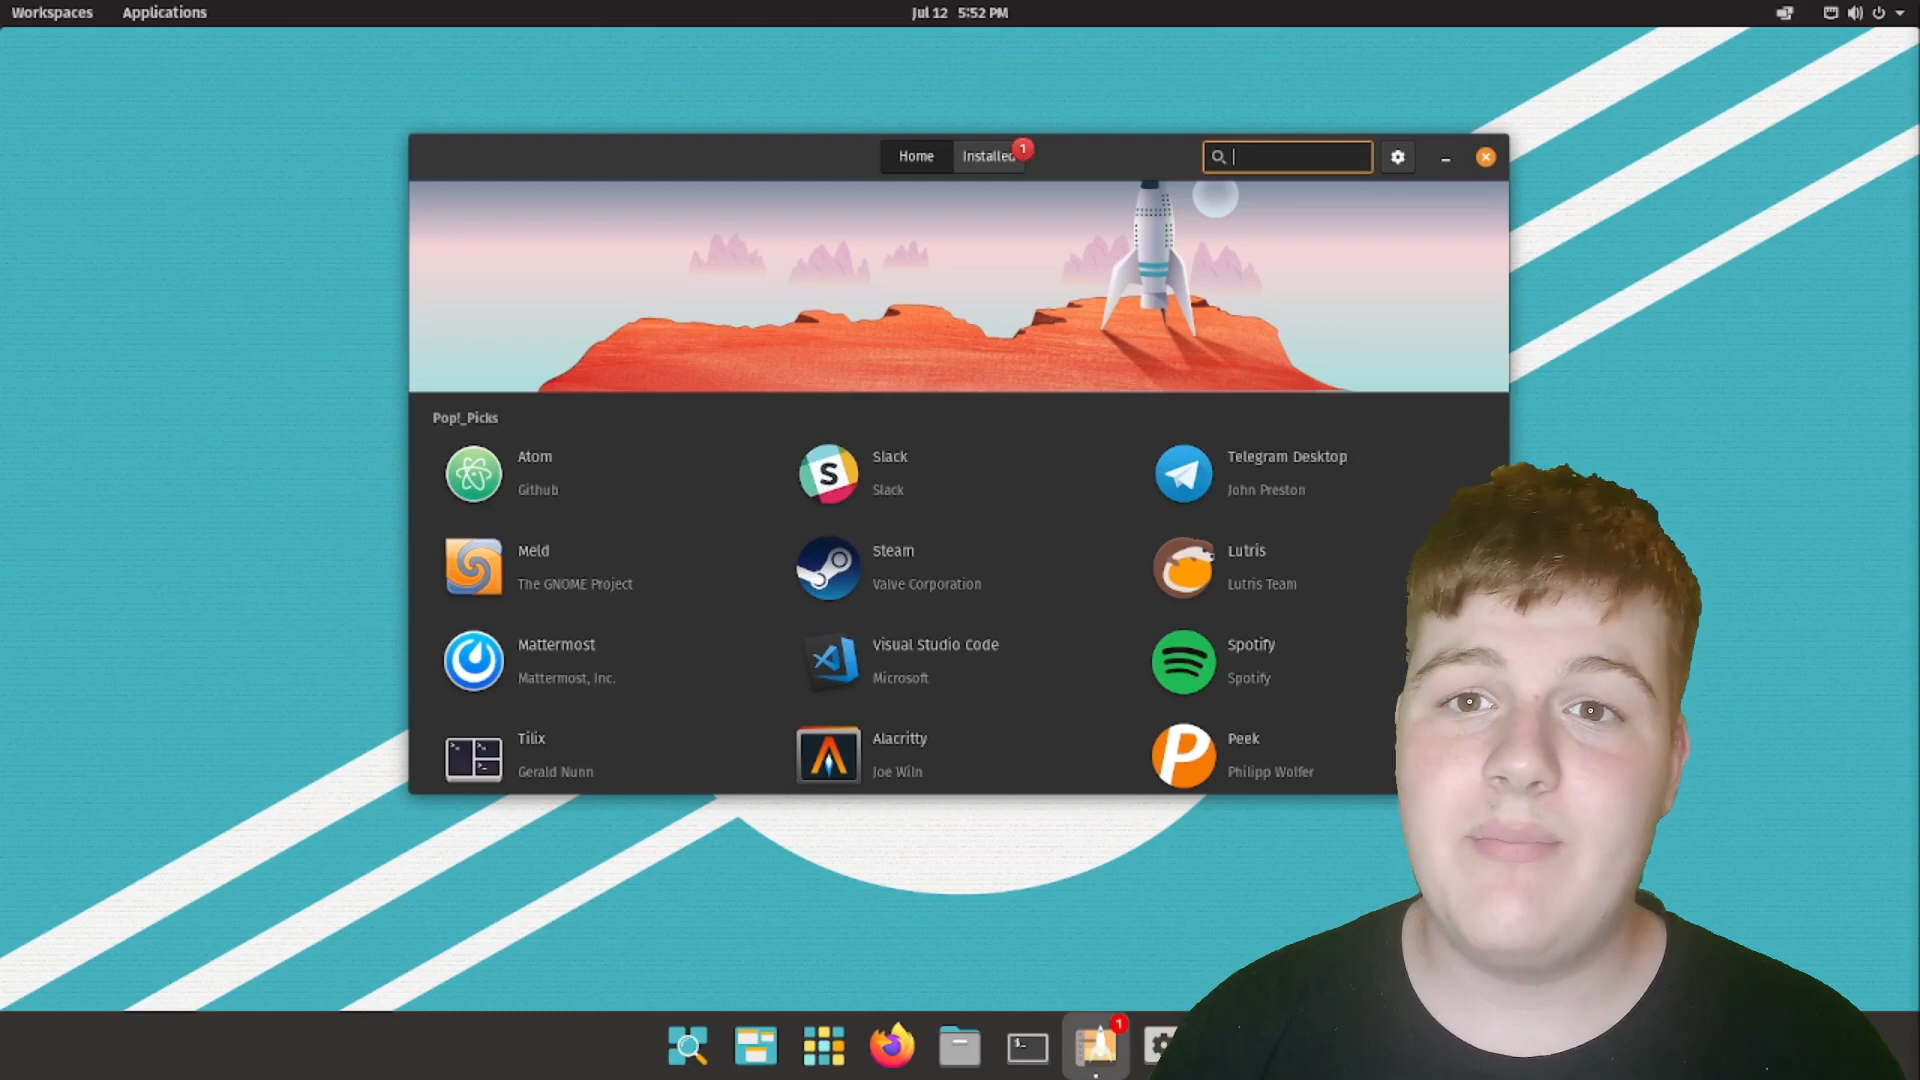 Workspaces Applications Jul 12 5:52 PM
Home Installed 1
Pop!_Picks
Atom
Github
Slack
Slack
Telegram Desktop
John Preston
Meld
The GNOME Project
Steam
Valve Corporation
Lutris
Lutris Team
Mattermost
Mattermost, Inc.
Visual Studio Code
Microsoft
Spotify
Spotify
Tilix
Gerald Nunn
Alacritty
Joe Wiln
Peek
Philipp Wolfer
1